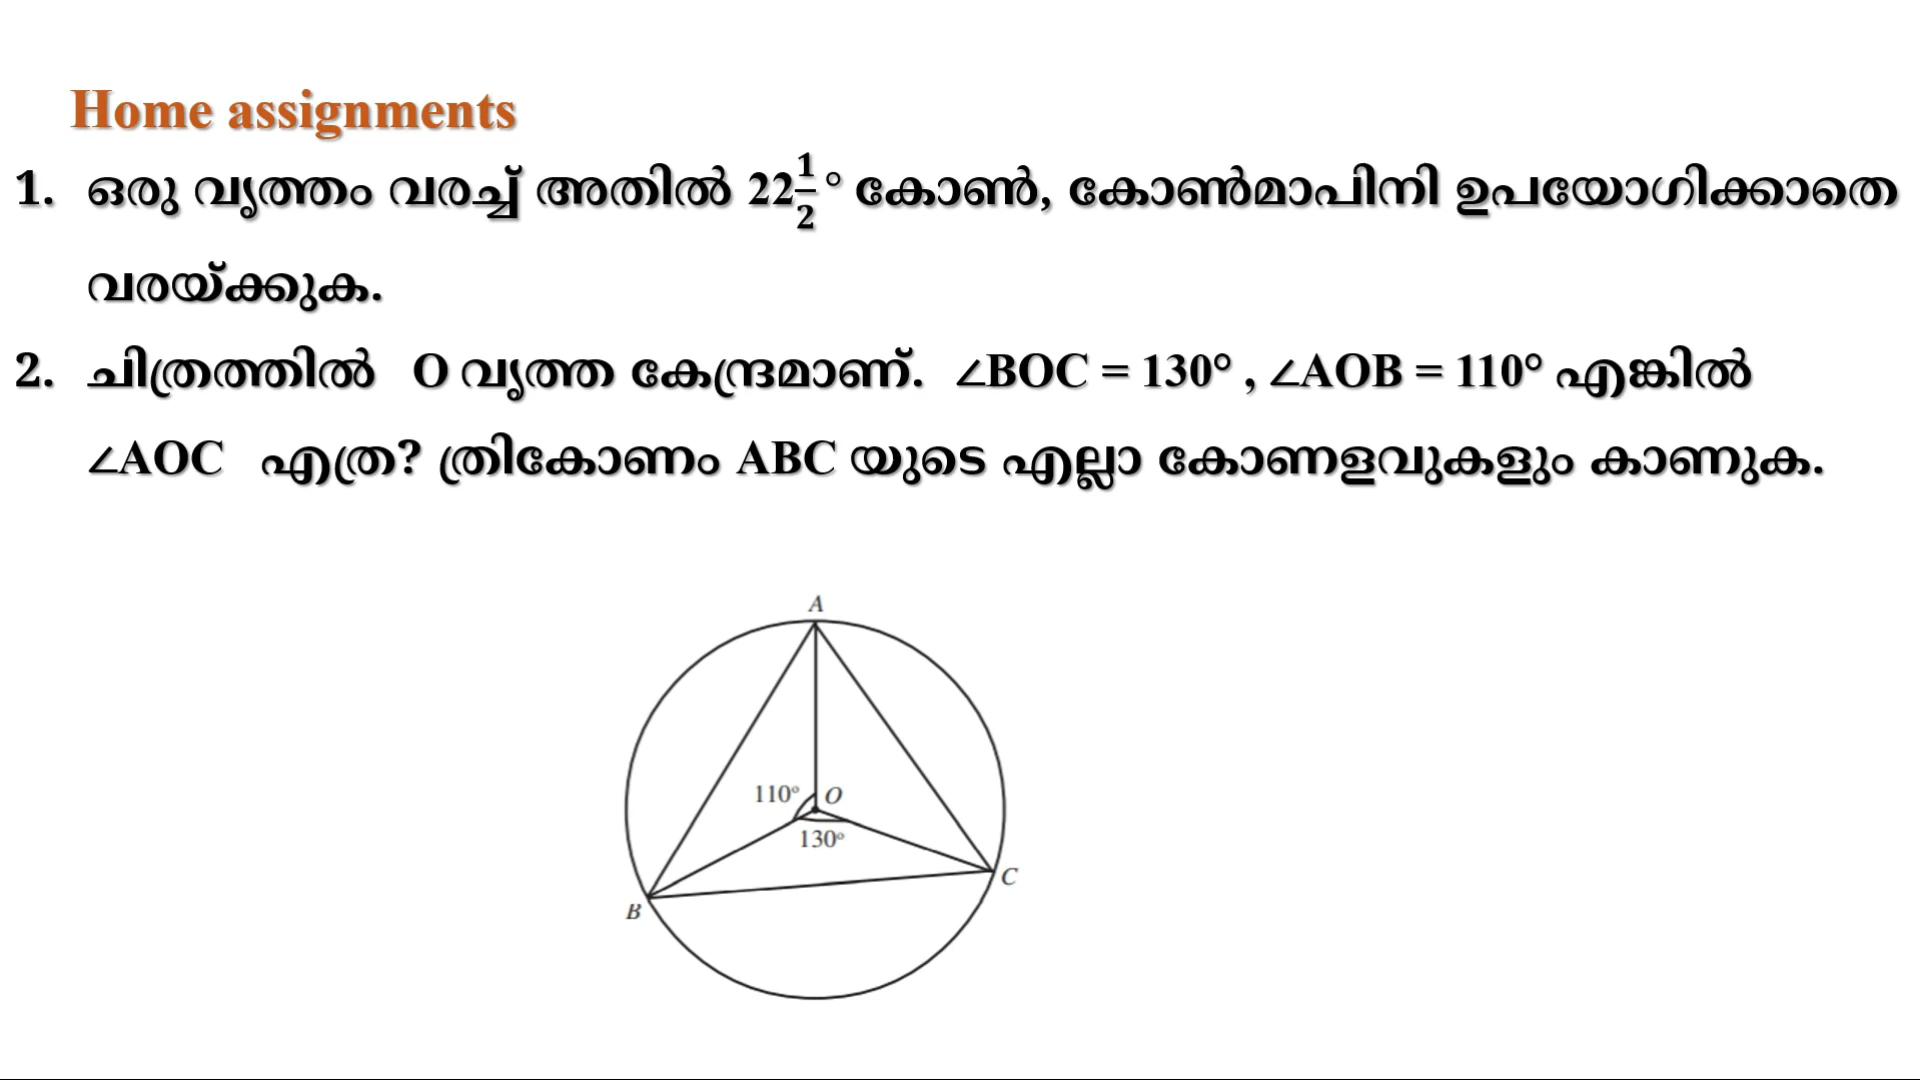 Home assignments
1. ഒരു വൃത്തം വരച്ച് അതിൽ 22½° കോൺ, കോൺമാപിനി ഉപയോഗിക്കാതെ
വരയ്ക്കുക.
2. ചിത്രത്തിൽ O വൃത്ത കേന്ദ്രമാണ്. ∠BOC = 130° , ∠AOB = 110° എങ്കിൽ
∠AOC എത്ര? ത്രികോണം ABC യുടെ എല്ലാ കോണളവുകളും കാണുക.
A
110° O
130°
C
B